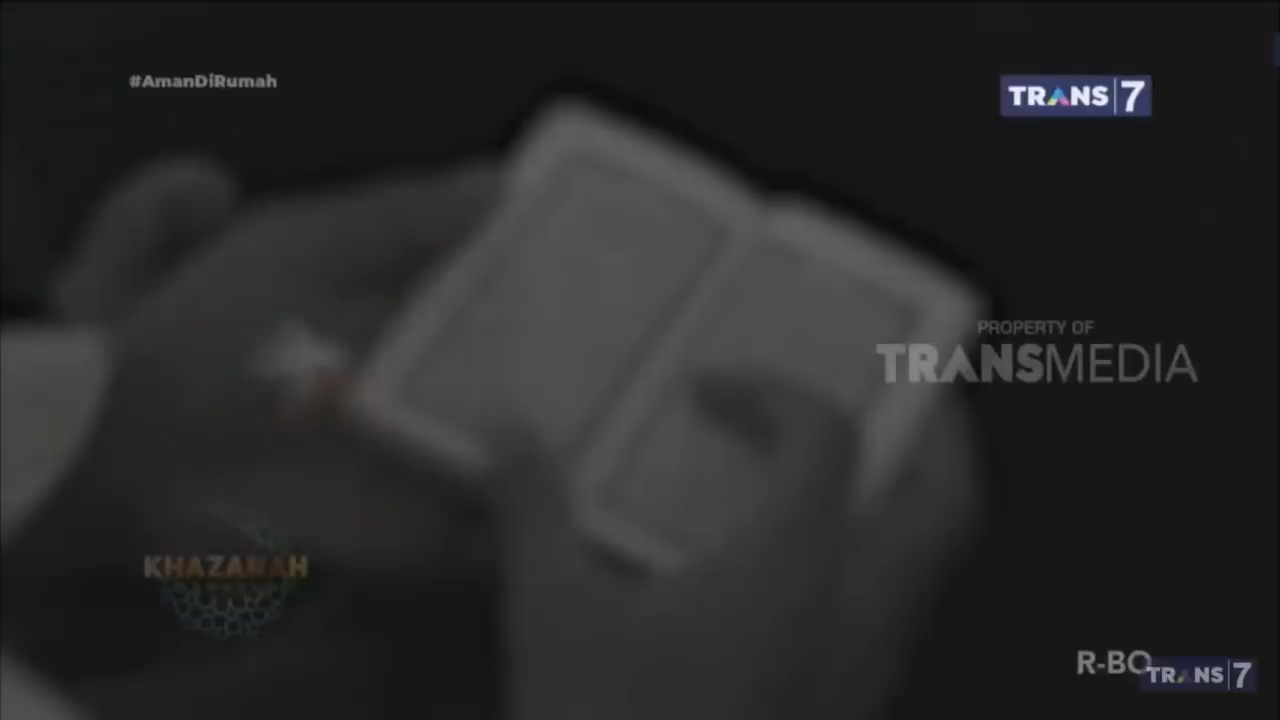 #AmanDiRumah
TRANS|7
PROPERTY OF
TRANSMEDIA
KHAZANAH
R-BO
TRANS|7